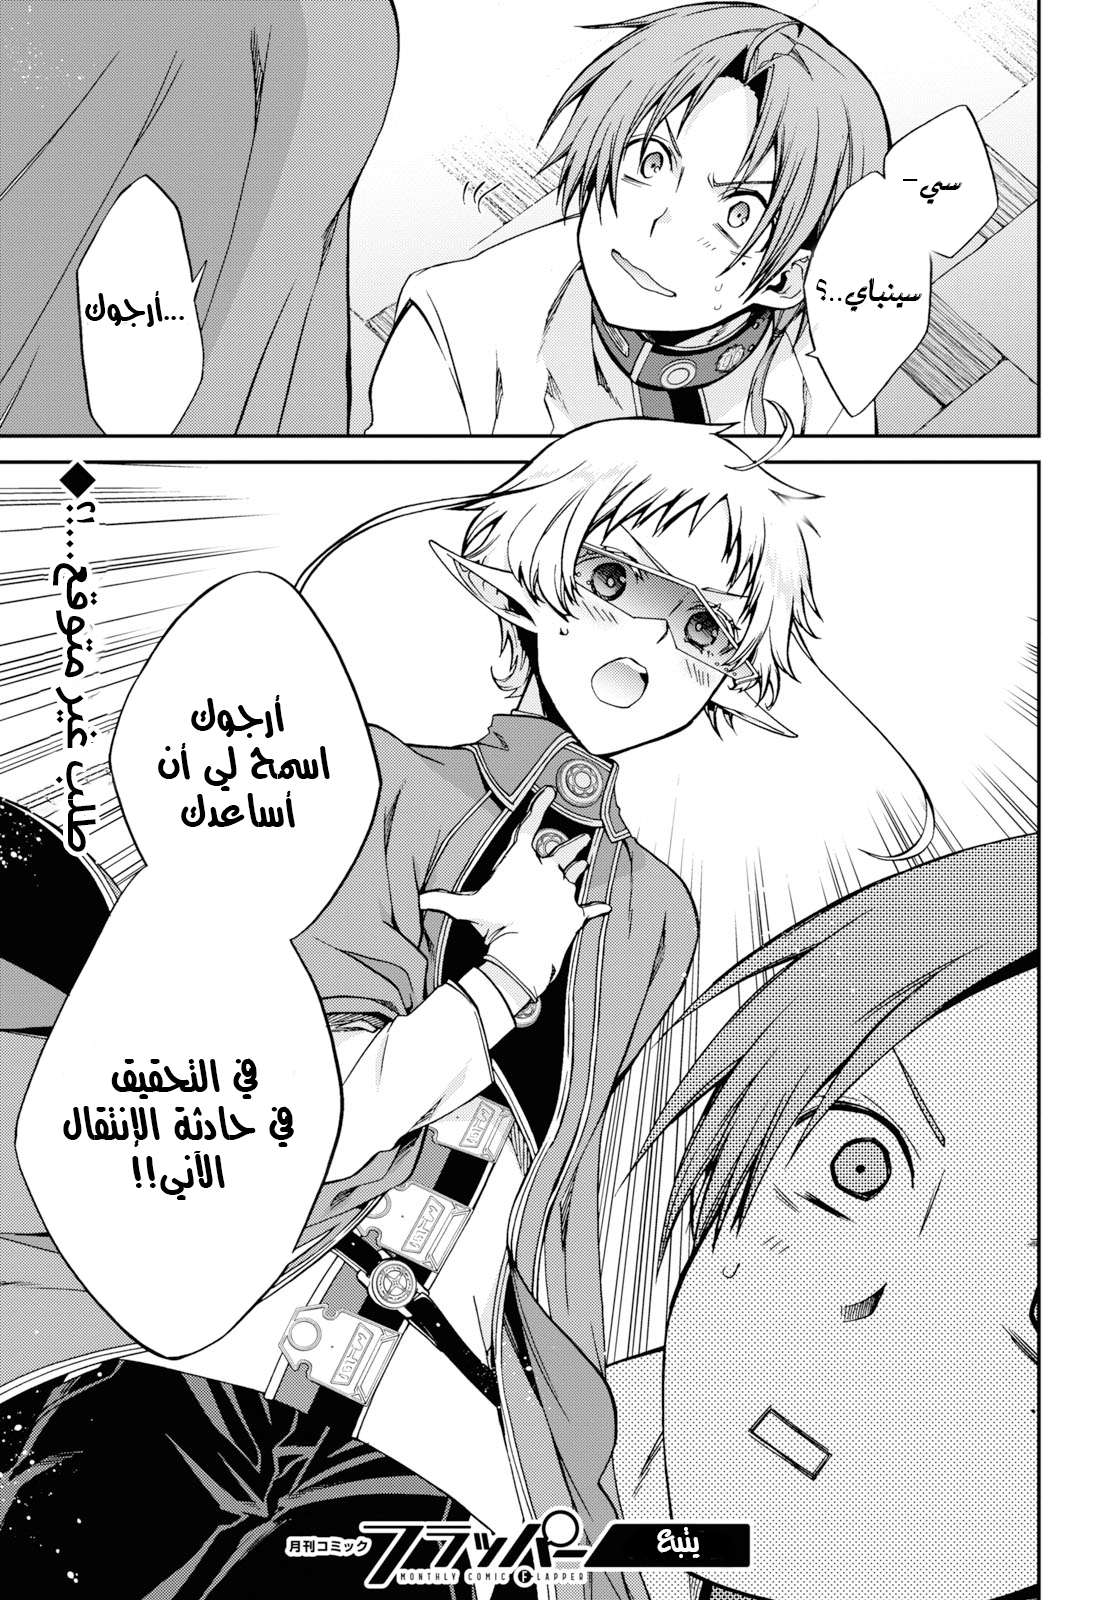 سي-
سينباي..؟
...أرجوك
أرجوك
اسمح لي أن
أساعدك
في التحقيق
في حادثة الإنتقال
الآني!!
طلب غير متوقع....؟!
يتبع
月刊コミック
フラッパー
MONTHLY COMIC FLAPPER